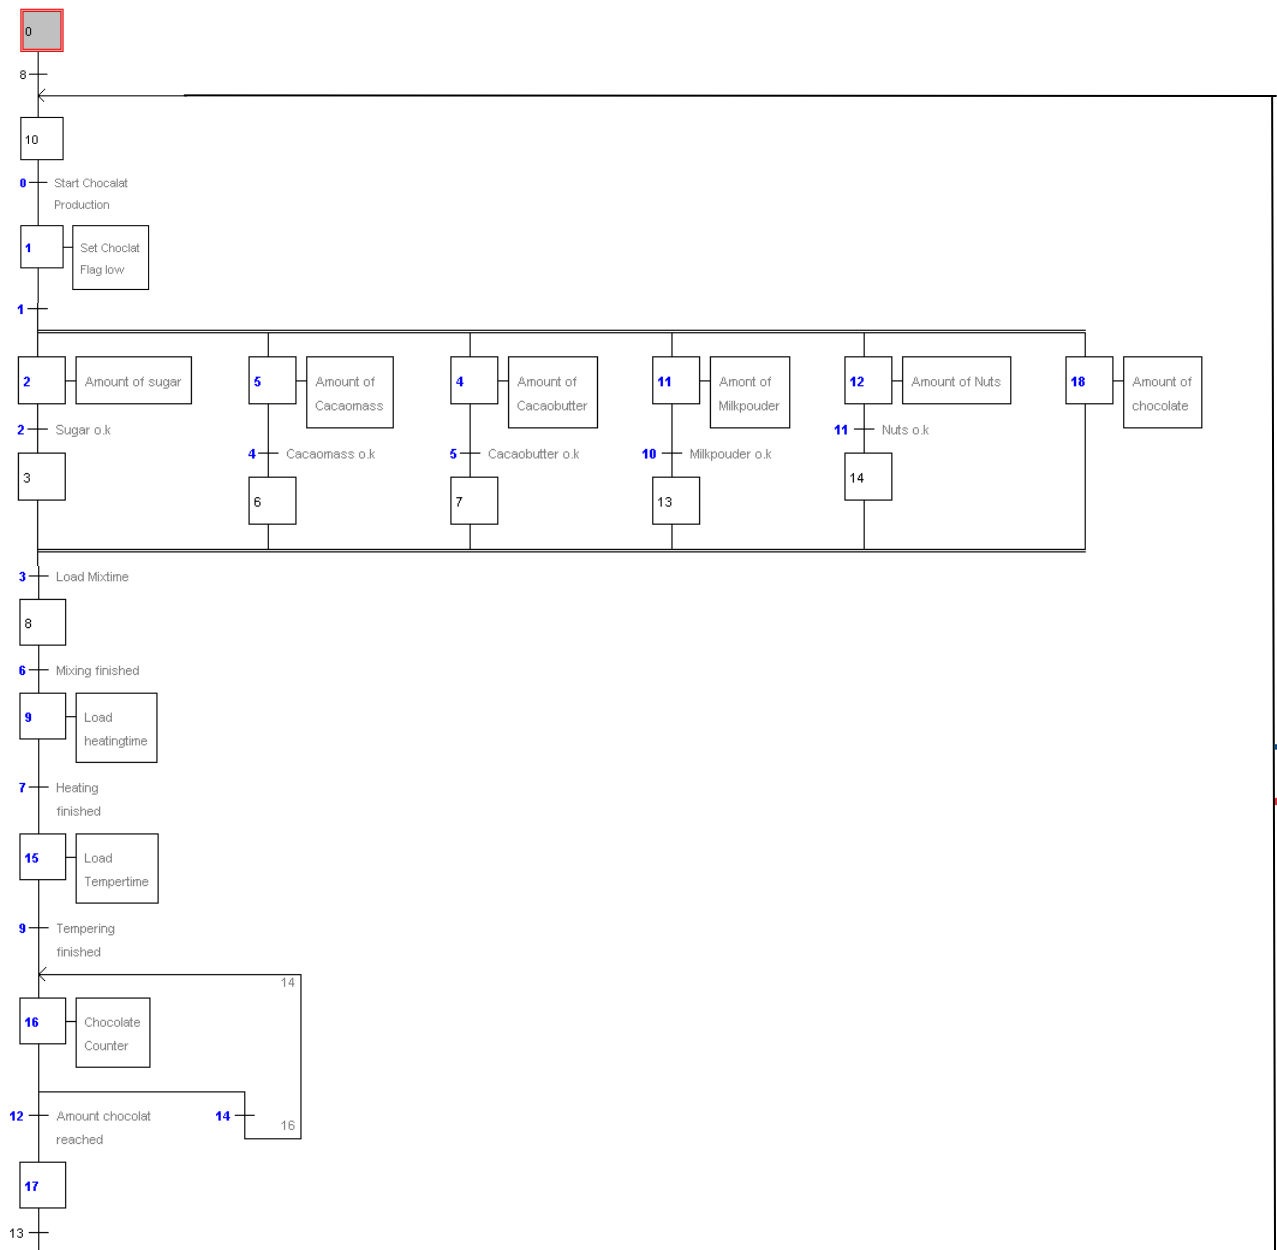 0
8
10
0 Start Chocalat
Production
1 Set Choclat
Flag low
1
2 Amount of sugar
5 Amount of
Cacaomass
4 Amount of
Cacaobutter
11 Amont of
Milkpouder
12 Amount of Nuts
18 Amount of
chocolate
2 Sugar o.k
11 Nuts o.k
4 Cacaomass o.k
5 Cacaobutter o.k
10 Milkpouder o.k
3
14
6
7
13
3 Load Mixtime
8
6 Mixing finished
9 Load
heatingtime
7 Heating
finished
15 Load
Tempertime
9 Tempering
finished
14
16 Chocolate
Counter
12 Amount chocolat
reached
14
16
17
13